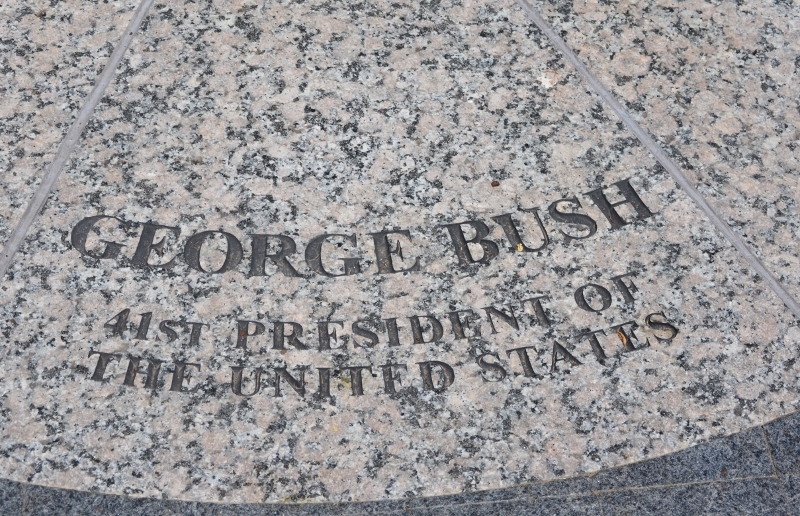 GEORGE BUSH
41ST PRESIDENT OF
THE UNITED STATES